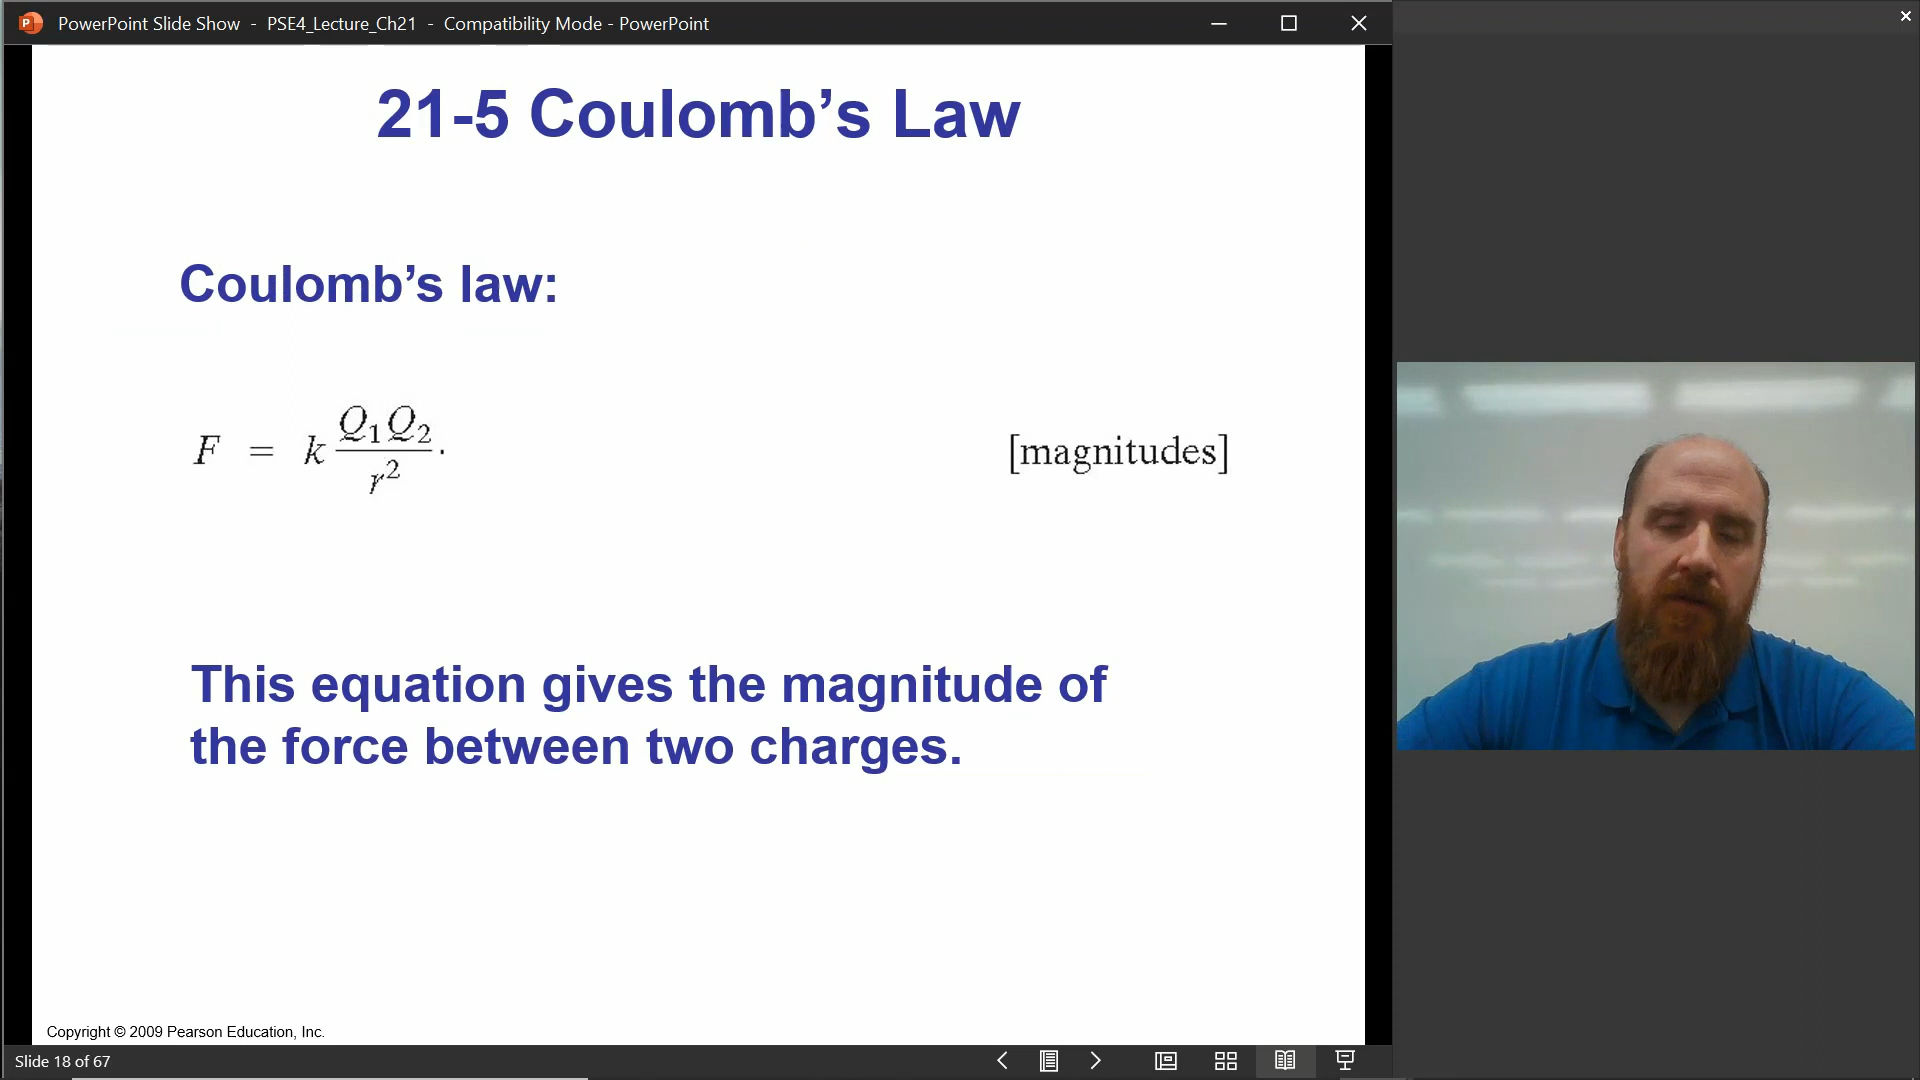 PowerPoint Slide Show - PSE4_Lecture_Ch21 - Compatibility Mode - PowerPoint
21-5 Coulomb’s Law
Coulomb’s law:
F = k Q₁Q₂/r² ·
[magnitudes]
This equation gives the magnitude of
the force between two charges.
Copyright © 2009 Pearson Education, Inc.
Slide 18 of 67